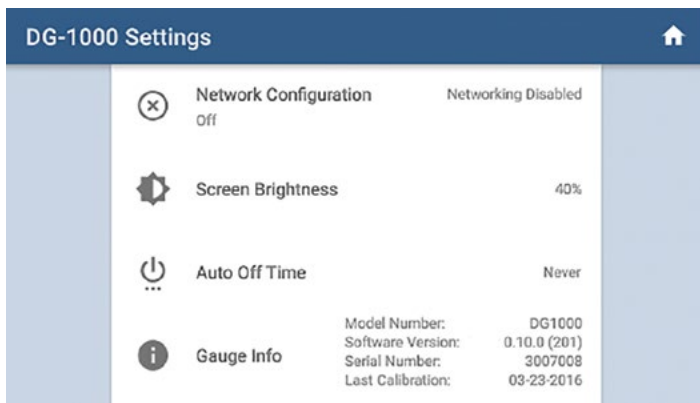 DG-1000 Settings
Network Configuration Networking Disabled
Off
Screen Brightness 40%
Auto Off Time Never
Gauge Info
Model Number: DG1000
Software Version: 0.10.0 (201)
Serial Number: 3007008
Last Calibration: 03-23-2016